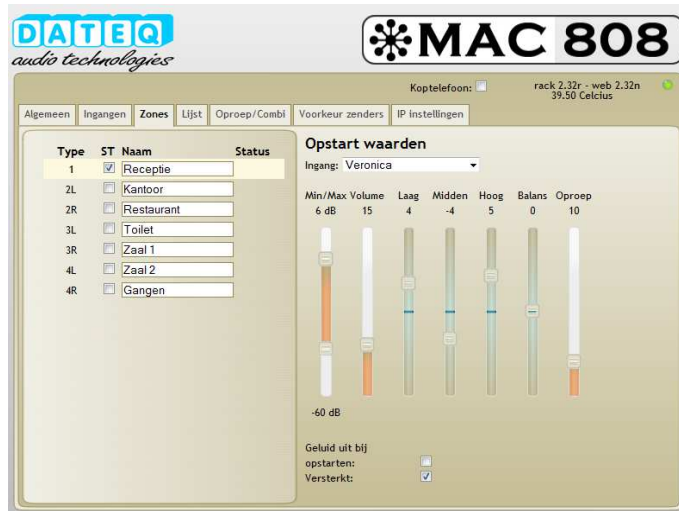 DATEQ
audio technologies
MAC 808
Koptelefoon:
rack 2.32r - web 2.32n
39.50 Celcius
Algemeen Ingangen Zones Lijst Oproep/Combi Voorkeur zenders IP instellingen
Type ST Naam Status
1 Receptie
2L Kantoor
2R Restaurant
3L Toilet
3R Zaal 1
4L Zaal 2
4R Gangen
Opstart waarden
Ingang: Veronica
Min/Max Volume Laag Midden Hoog Balans Oproep
6 dB 15 4 -4 5 0 10
-60 dB
Geluid uit bij
opstarten:
Versterkt: